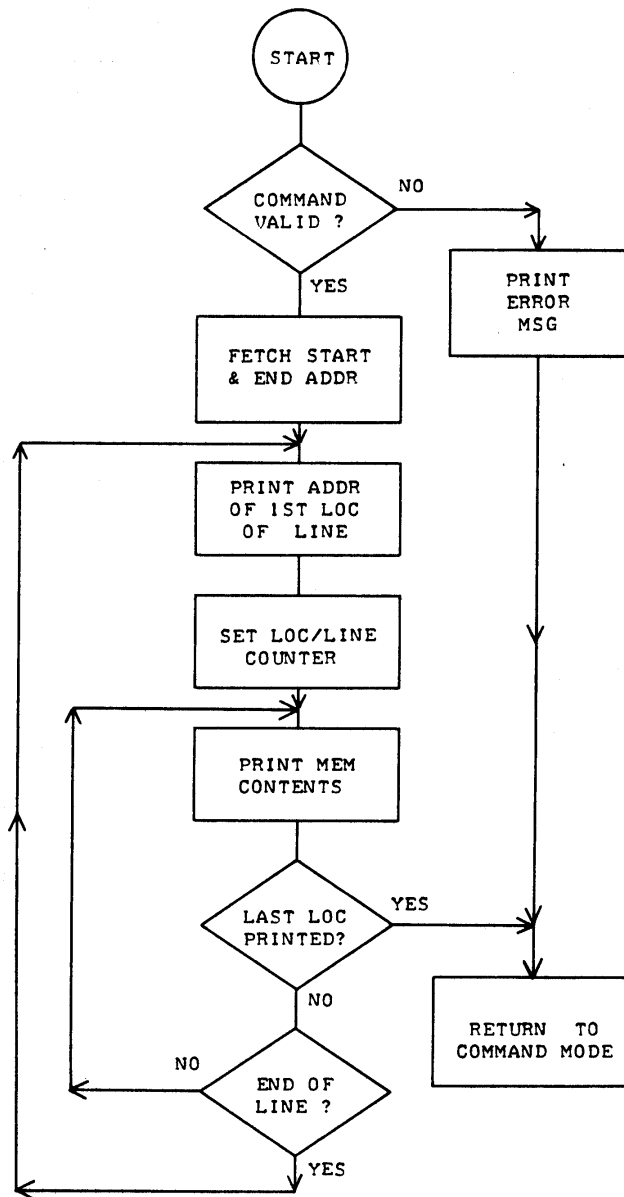 START
COMMAND
VALID ?
NO
YES
PRINT
ERROR
MSG
FETCH START
& END ADDR
PRINT ADDR
OF 1ST LOC
OF LINE
SET LOC/LINE
COUNTER
PRINT MEM
CONTENTS
LAST LOC
PRINTED?
YES
NO
RETURN TO
COMMAND MODE
END OF
LINE ?
NO
YES